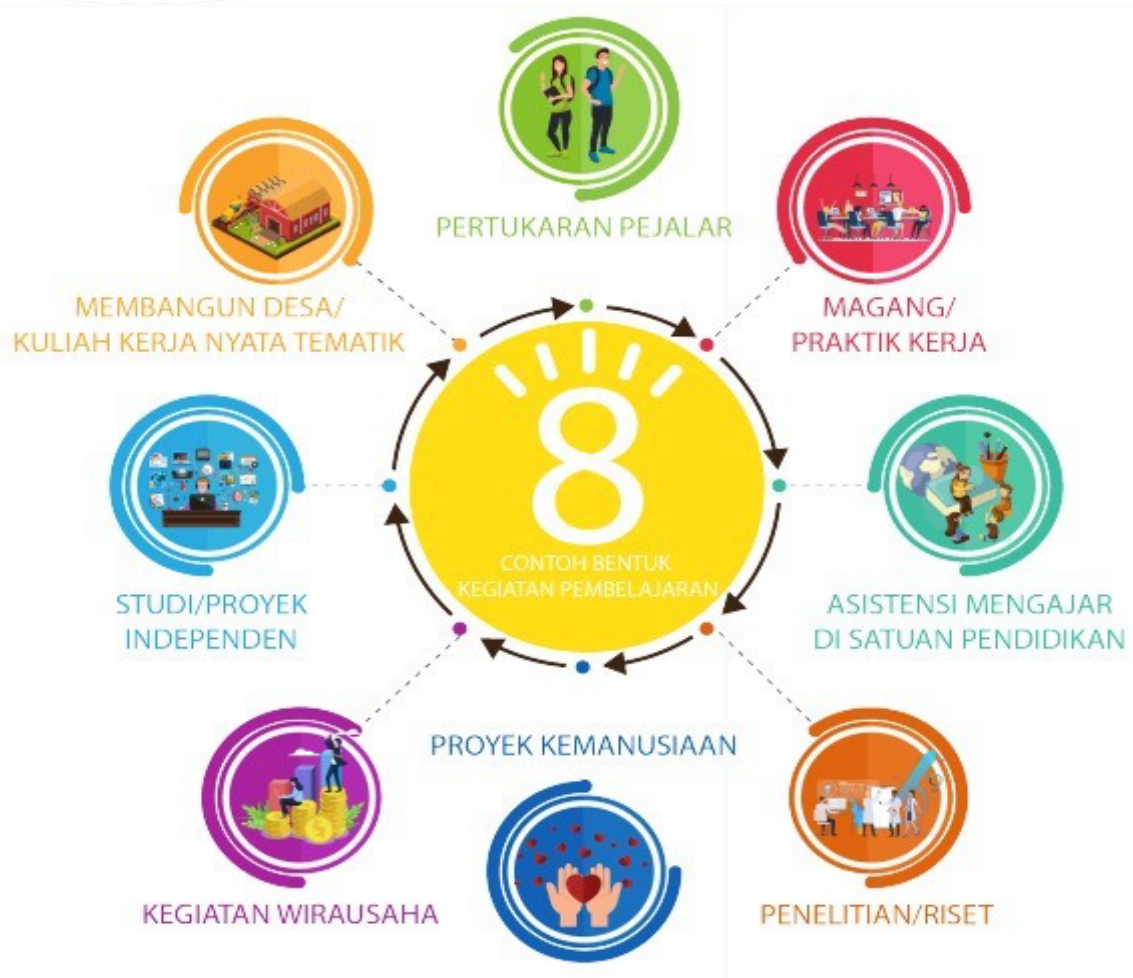 PERTUKARAN PEJALAR
MAGANG/
PRAKTIK KERJA
ASISTENSI MENGAJAR
DI SATUAN PENDIDIKAN
PENELITIAN/RISET
PROYEK KEMANUSIAAN
KEGIATAN WIRAUSAHA
STUDI/PROYEK
INDEPENDEN
MEMBANGUN DESA/
KULIAH KERJA NYATA TEMATIK
8
CONTOH BENTUK
KEGIATAN PEMBELAJARAN